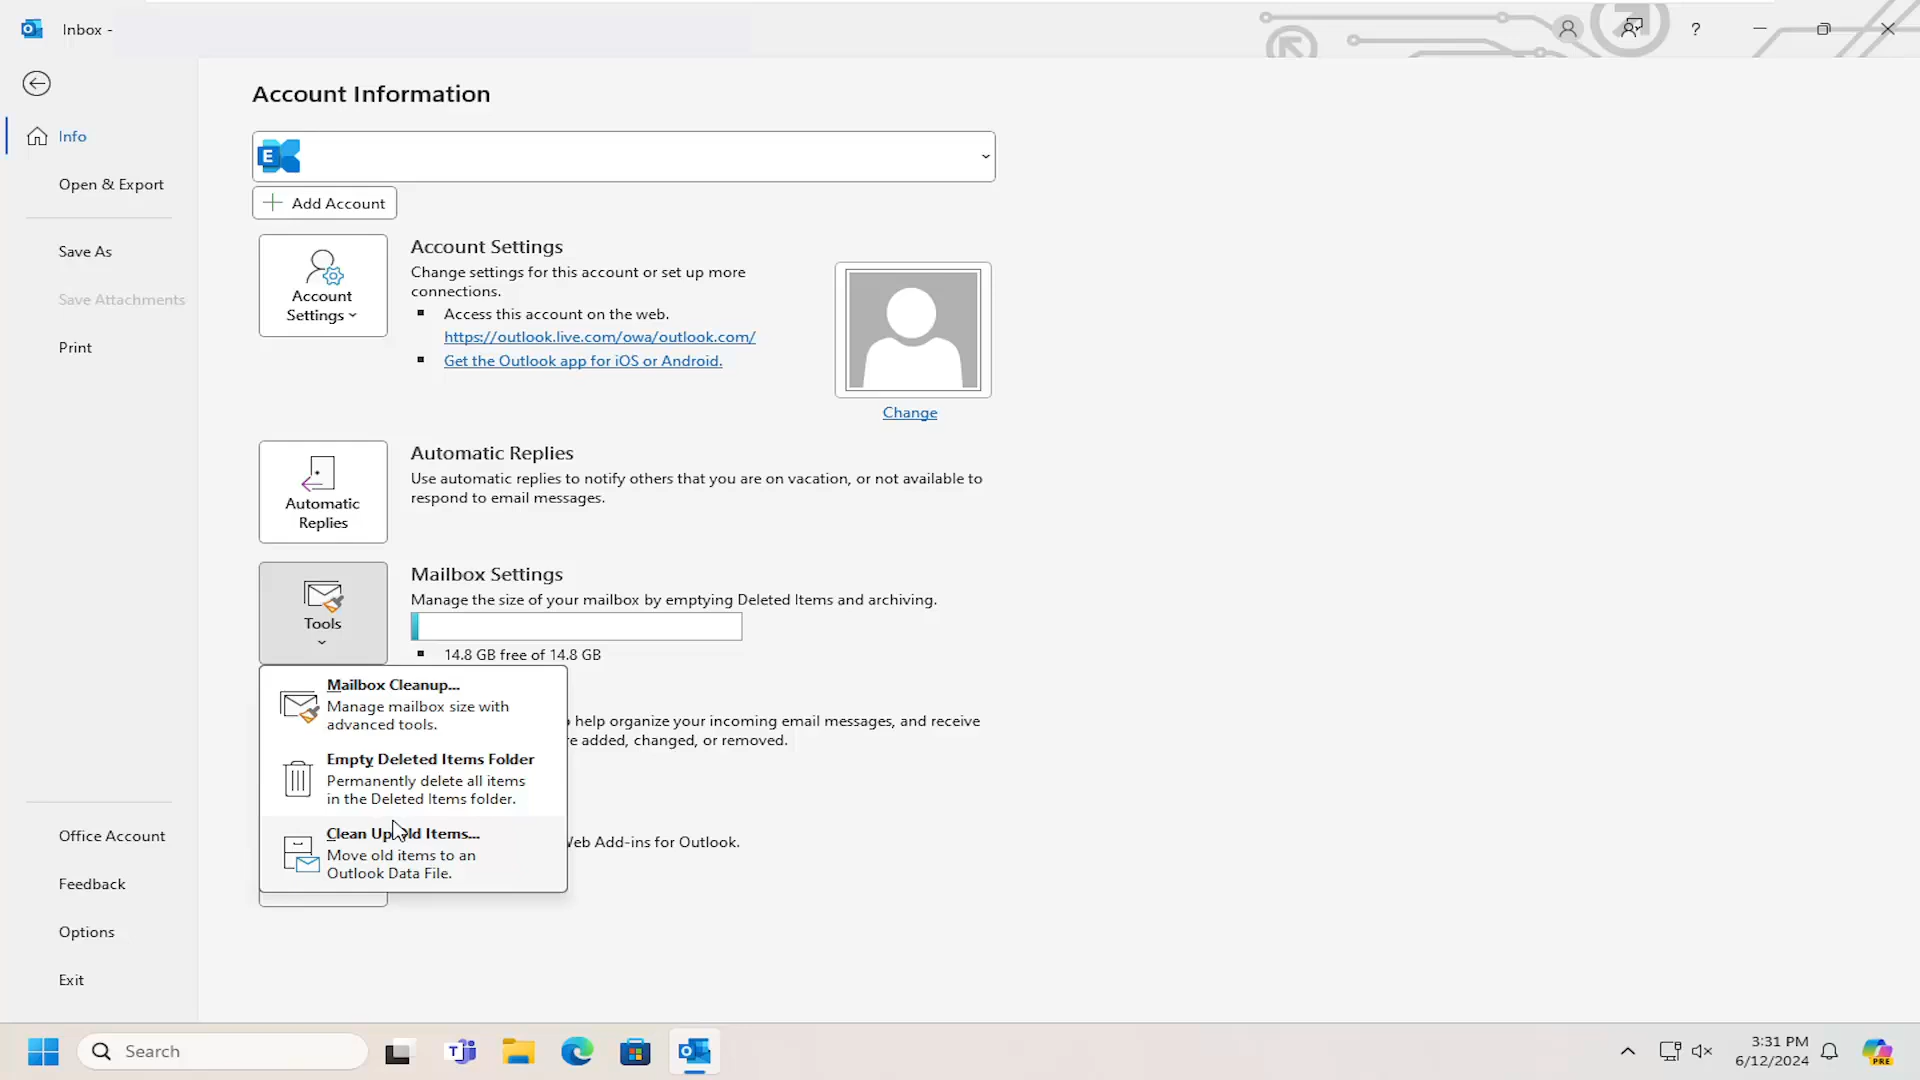 Inbox -
?
Info
Open & Export
Save As
Save Attachments
Print
Office Account
Feedback
Options
Exit
Account Information
E
Add Account
Account
Settings
Account Settings
Change settings for this account or set up more
connections.
Access this account on the web.
https://outlook.live.com/owa/outlook.com/
Get the Outlook app for iOS or Android.
Change
Automatic
Replies
Automatic Replies
Use automatic replies to notify others that you are on vacation, or not available to
respond to email messages.
Tools
Mailbox Settings
Manage the size of your mailbox by emptying Deleted Items and archiving.
14.8 GB free of 14.8 GB
Mailbox Cleanup...
Manage mailbox size with
advanced tools.
help organize your incoming email messages, and receive
added, changed, or removed.
Empty Deleted Items Folder
Permanently delete all items
in the Deleted Items folder.
Clean Up Old Items...
Move old items to an
Outlook Data File.
Add-ins for Outlook.
Search
3:31 PM
6/12/2024
PRE